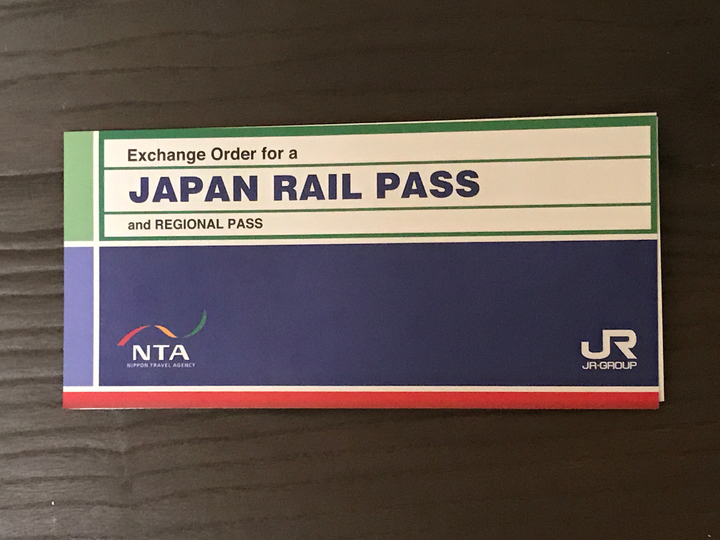 Exchange Order for a
JAPAN RAIL PASS
and REGIONAL PASS
NTA
NIPPON TRAVEL AGENCY
JR
JR-GROUP